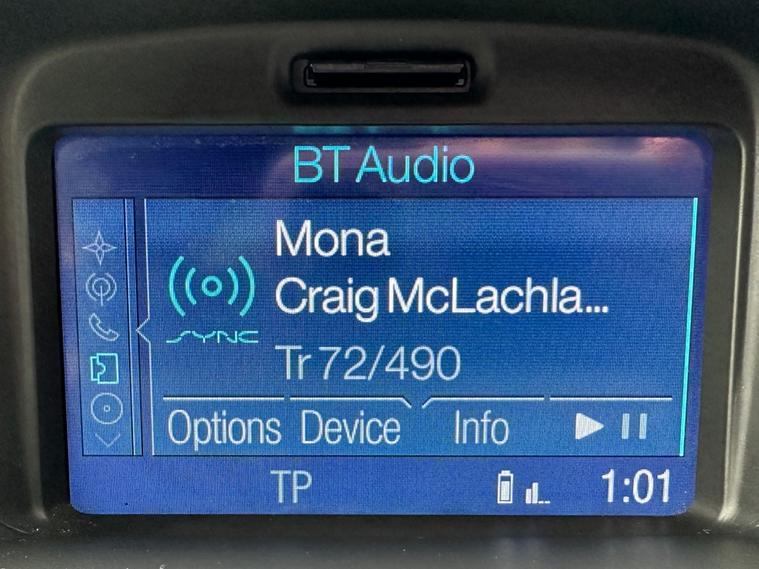 BT Audio
Mona
Craig McLachla...
SYNC
Tr 72/490
Options Device Info
TP 1:01